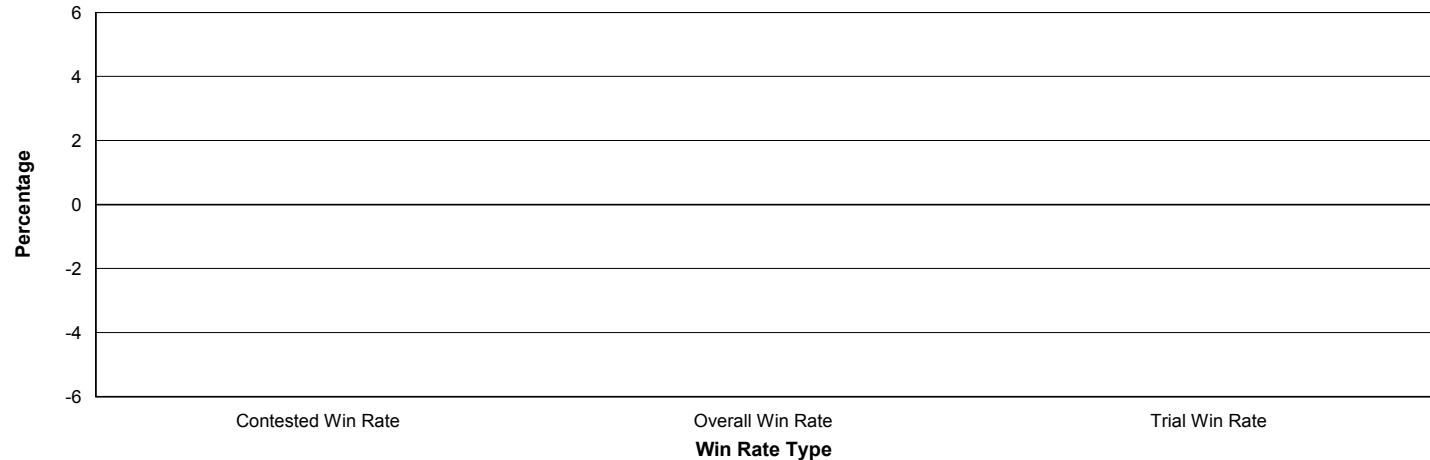 6
4
2
0
-2
-4
-6
Percentage
Contested Win Rate
Overall Win Rate
Trial Win Rate
Win Rate Type